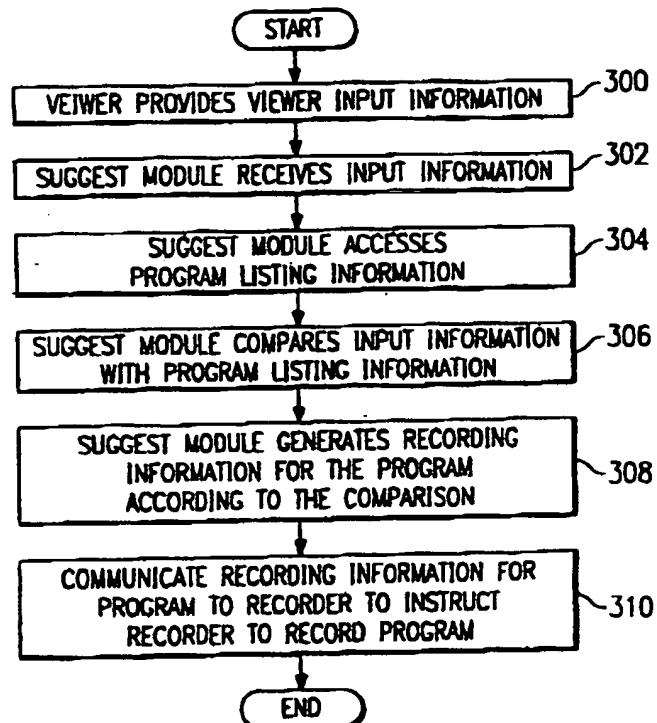 START
VEIWER PROVIDES VIEWER INPUT INFORMATION
300
SUGGEST MODULE RECEIVES INPUT INFORMATION
302
SUGGEST MODULE ACCESSES
PROGRAM LISTING INFORMATION
304
SUGGEST MODULE COMPARES INPUT INFORMATION
WITH PROGRAM LISTING INFORMATION
306
SUGGEST MODULE GENERATES RECORDING
INFORMATION FOR THE PROGRAM
ACCORDING TO THE COMPARISON
308
COMMUNICATE RECORDING INFORMATION FOR
PROGRAM TO RECORDER TO INSTRUCT
RECORDER TO RECORD PROGRAM
310
END